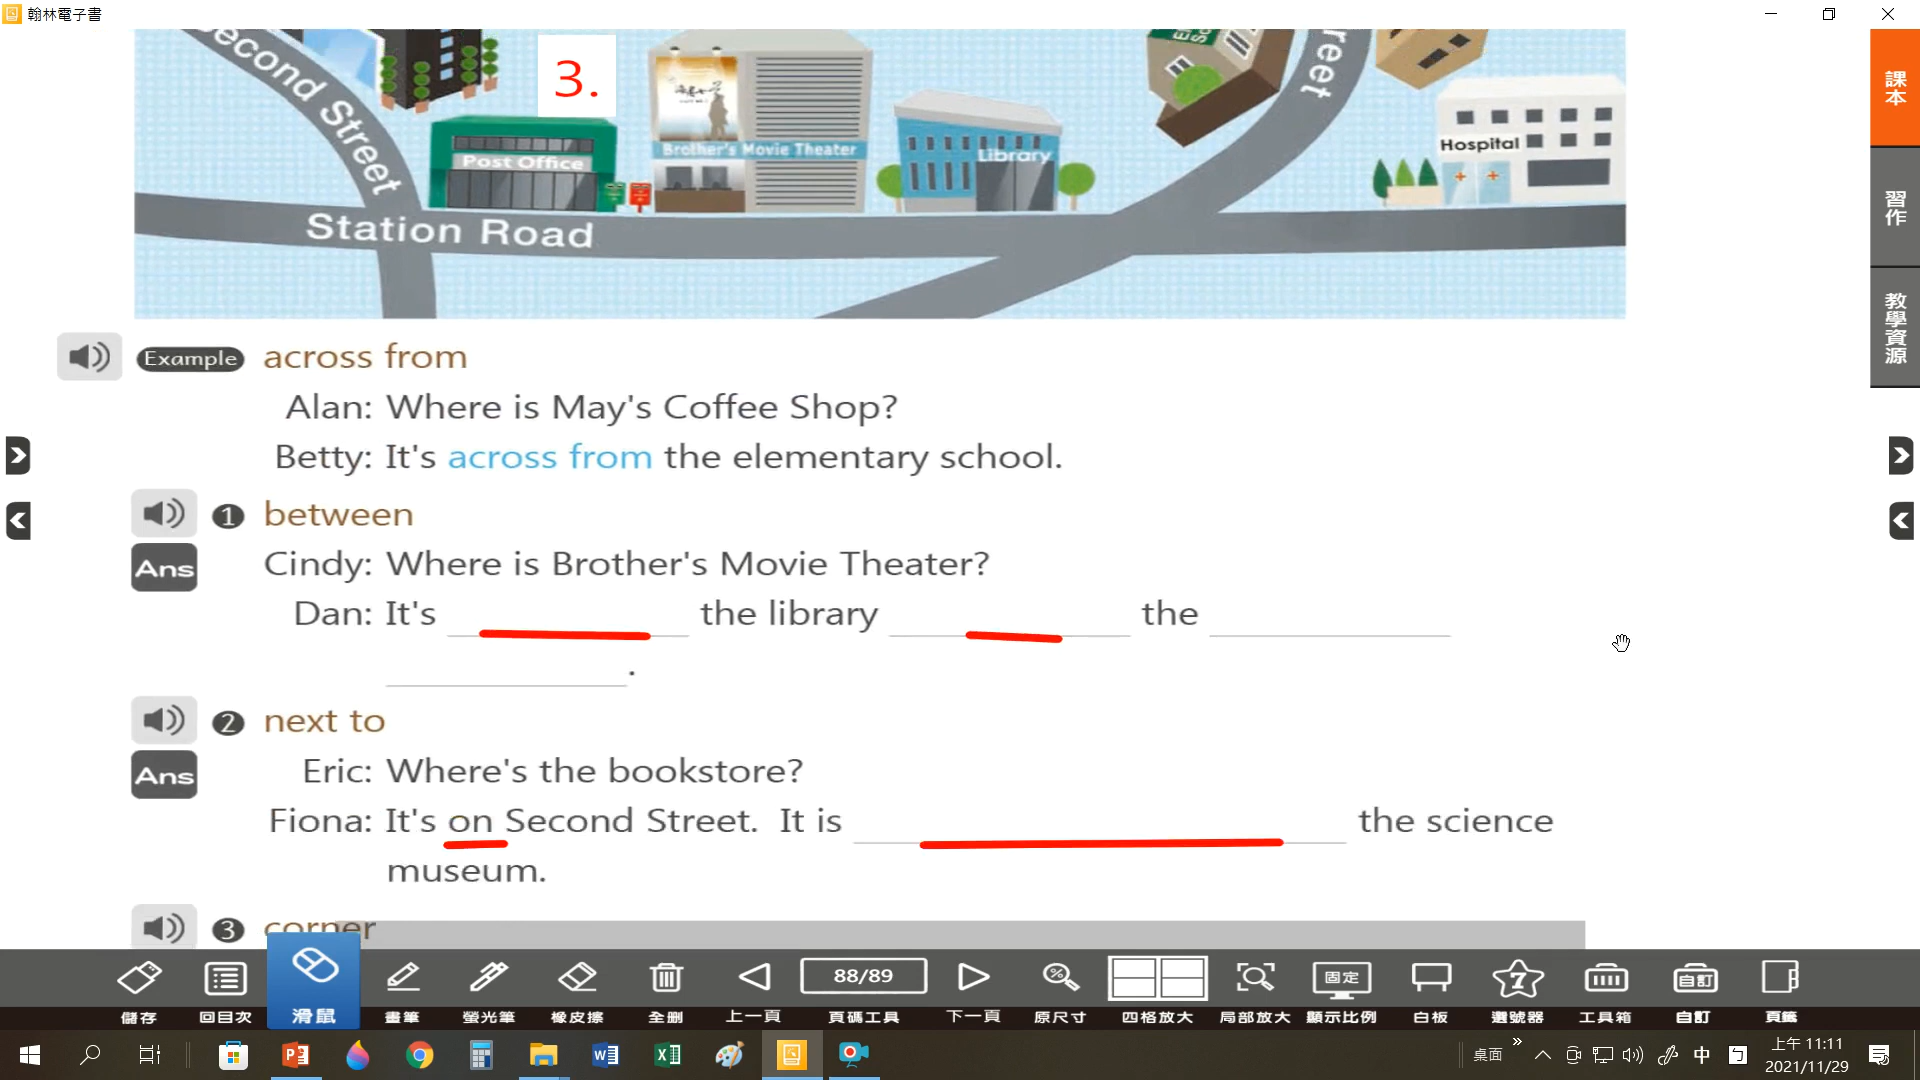 翰林電子書
Second Street
3.
Post Office
Brother's Movie Theater
Library
Hospital
Station Road
課本
習作
教學資源
Example across from
Alan: Where is May's Coffee Shop?
Betty: It's across from the elementary school.
1 between
Ans
Cindy: Where is Brother's Movie Theater?
Dan: It's the library the
.
2 next to
Ans
Eric: Where's the bookstore?
Fiona: It's on Second Street. It is the science
museum.
3 corner
88/89
固定
7
自訂
儲存 回目次 滑鼠 畫筆 螢光筆 橡皮擦 全刪 上一頁 頁碼工具 下一頁 原尺寸 四格放大 局部放大 顯示比例 白板 選號器 工具箱 自訂 頁籤
桌面 中 上午 11:11
2021/11/29